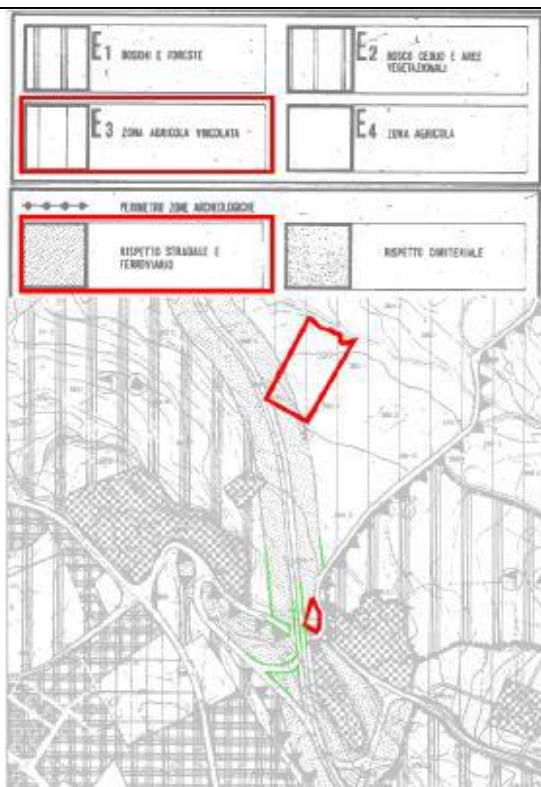 E1 BOSCHI E FORESTE
E2 BOSCO CEDUO E AREE
VEGETAZIONALI
E3 ZONA AGRICOLA VINCOLATA
E4 ZONA AGRICOLA
PERIMETRO ZONE ARCHEOLOGICHE
RISPETTO STRADALE E
FERROVIARIO
RISPETTO CIMITERIALE